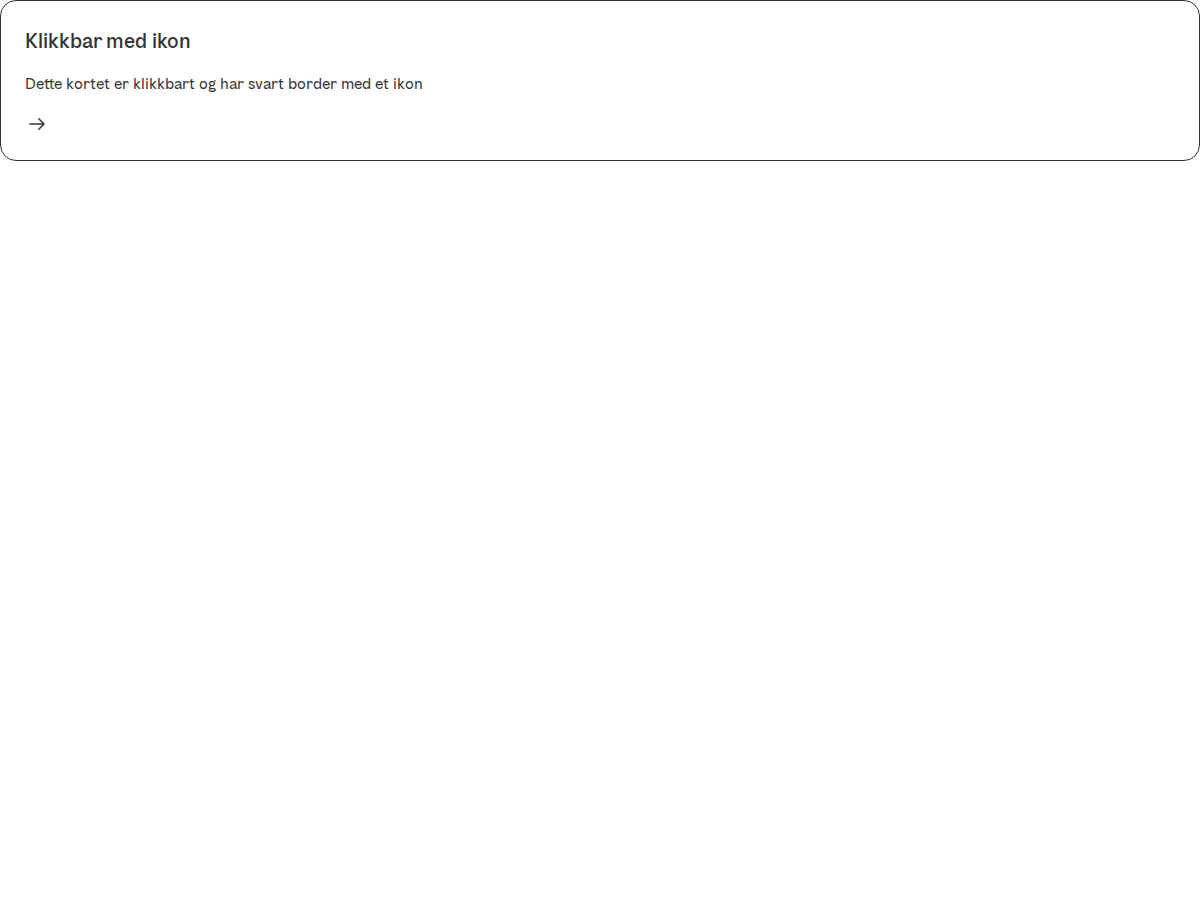 Klikkbar med ikon
Dette kortet er klikkbart og har svart border med et ikon